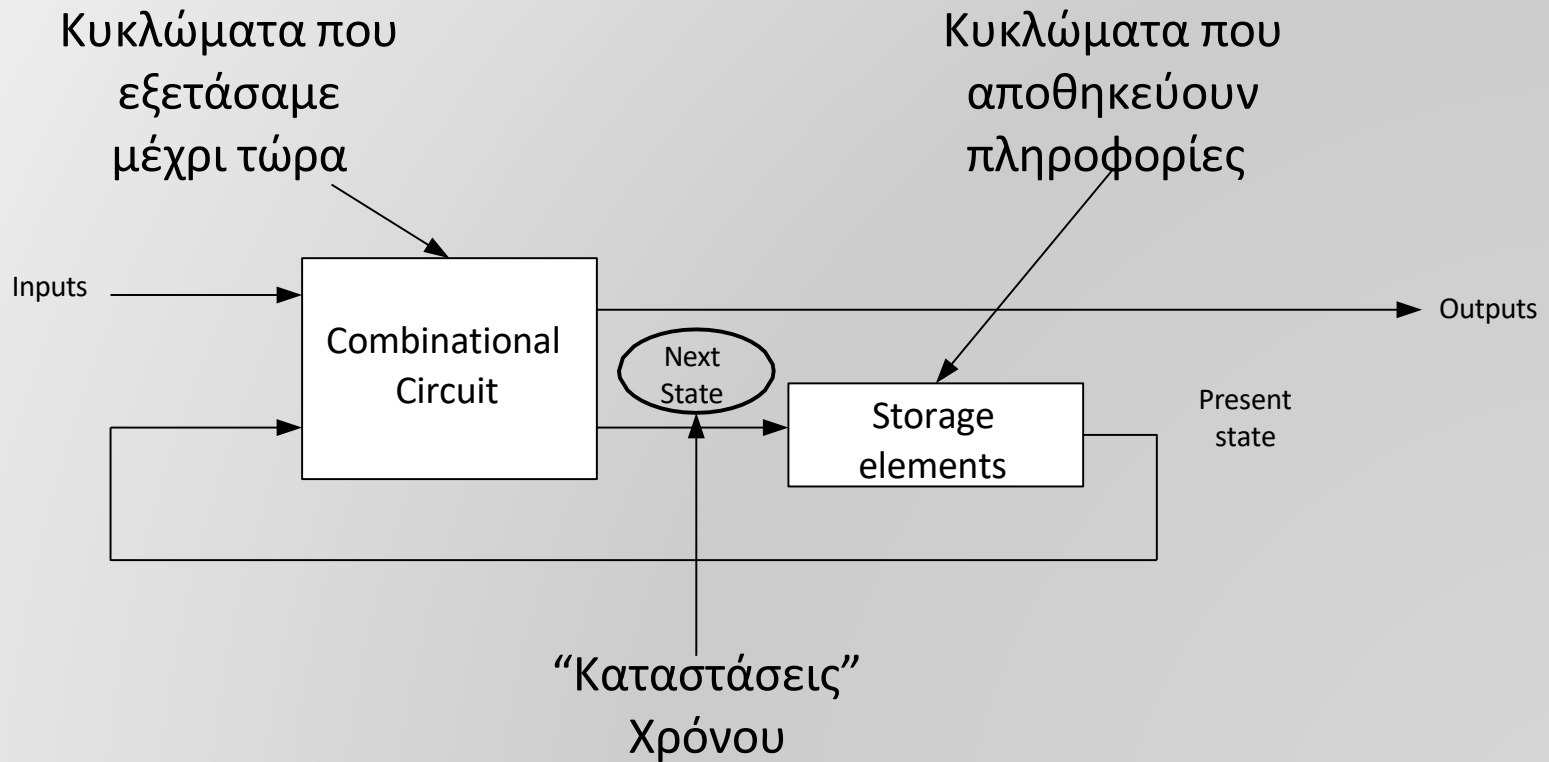 Κυκλώματα που
εξετάσαμε
μέχρι τώρα
Κυκλώματα που
αποθηκεύουν
πληροφορίες
Inputs
Combinational
Circuit
Next
State
Storage
elements
Present
state
Outputs
“Καταστάσεις”
Χρόνου